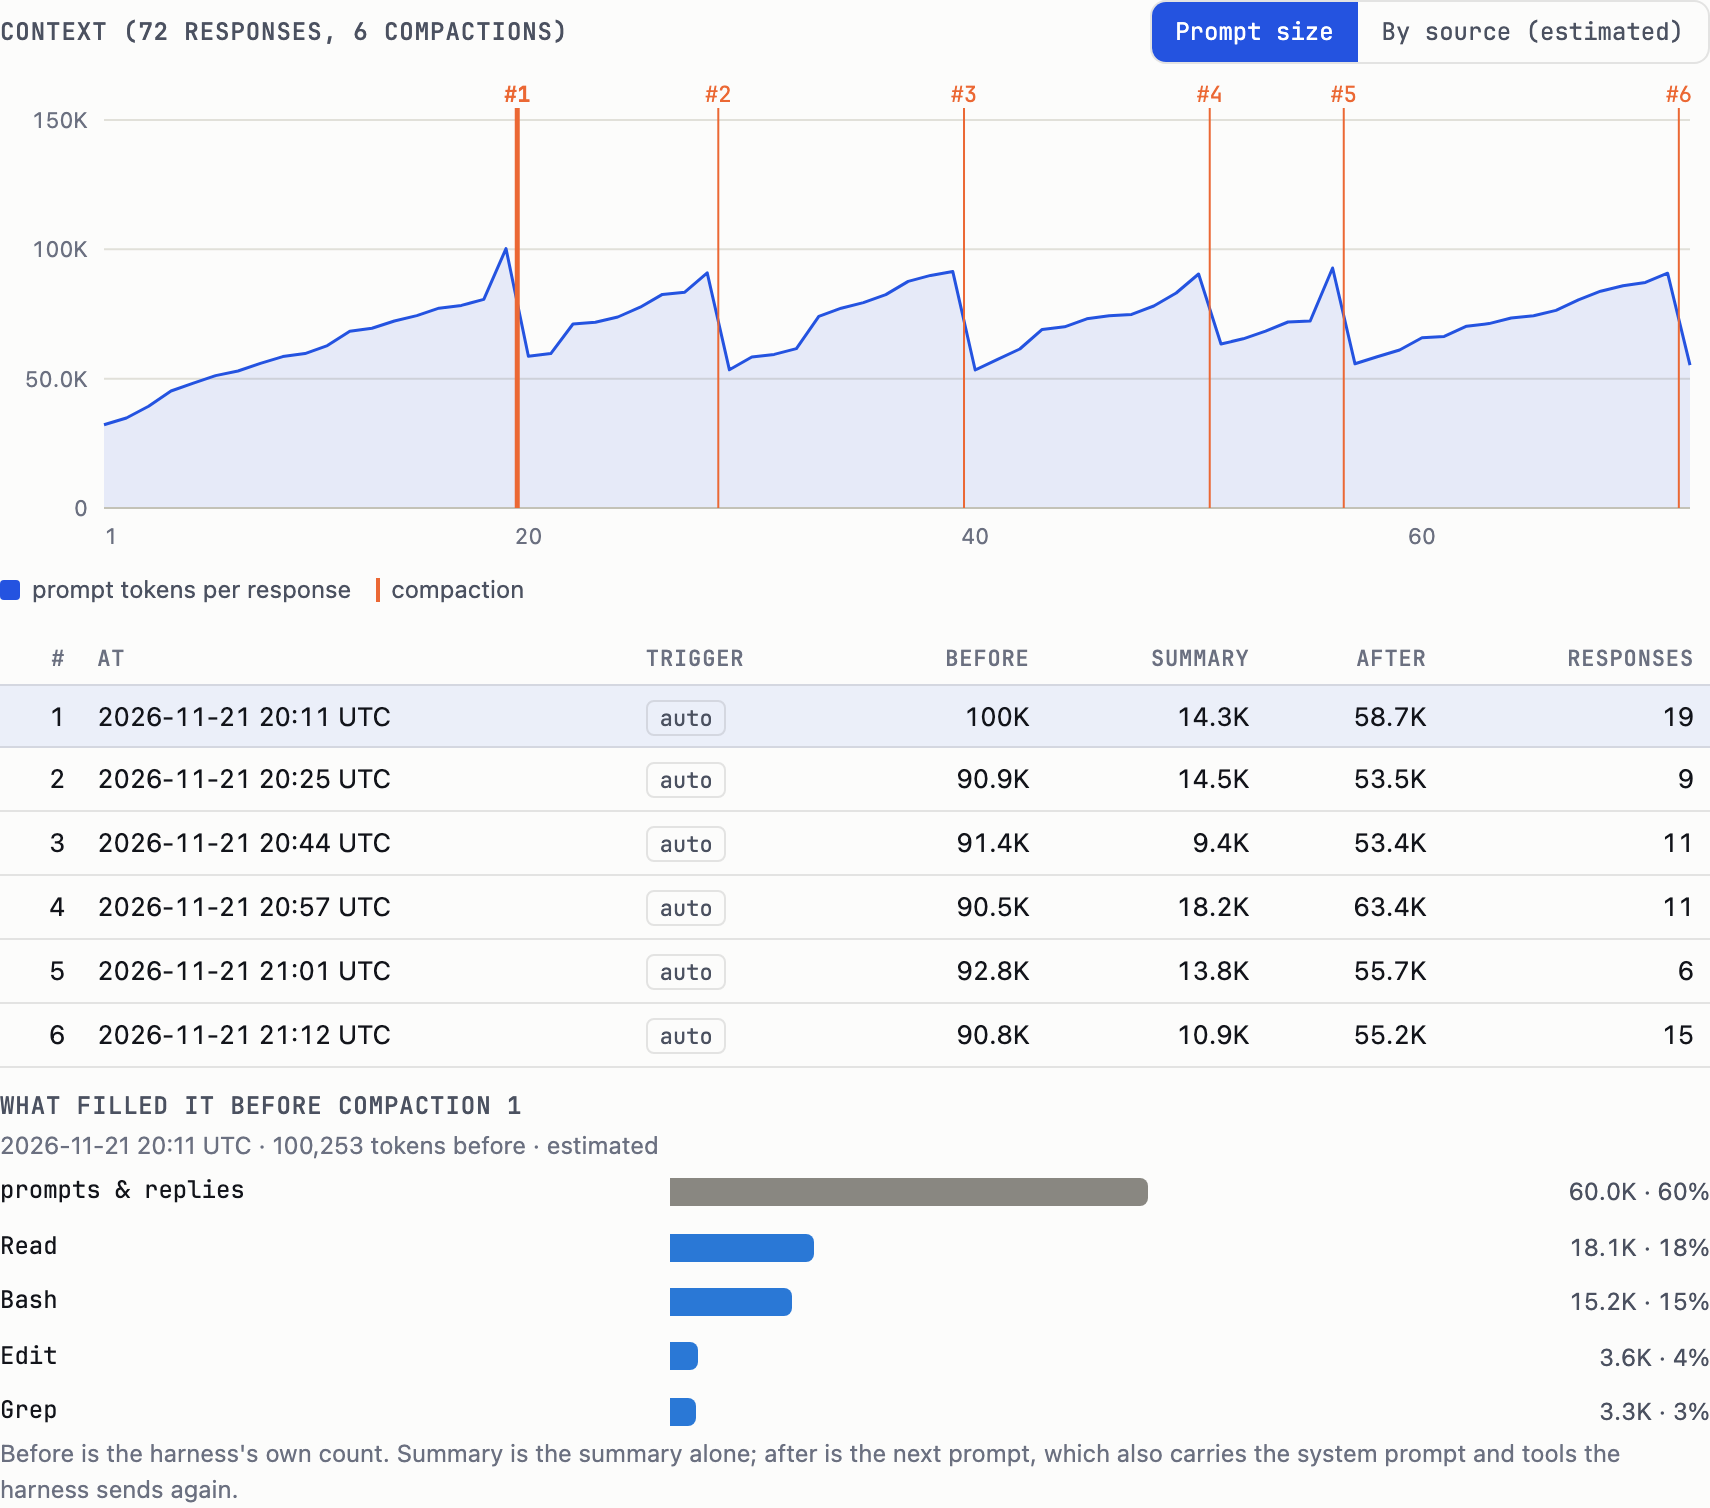 CONTEXT (72 RESPONSES, 6 COMPACTIONS)
Prompt size
By source (estimated)
#1 #2 #3 #4 #5 #6
150K
100K
50.0K
0
1 20 40 60
prompt tokens per response
compaction
# AT TRIGGER BEFORE SUMMARY AFTER RESPONSES
1 2026-11-21 20:11 UTC auto 100K 14.3K 58.7K 19
2 2026-11-21 20:25 UTC auto 90.9K 14.5K 53.5K 9
3 2026-11-21 20:44 UTC auto 91.4K 9.4K 53.4K 11
4 2026-11-21 20:57 UTC auto 90.5K 18.2K 63.4K 11
5 2026-11-21 21:01 UTC auto 92.8K 13.8K 55.7K 6
6 2026-11-21 21:12 UTC auto 90.8K 10.9K 55.2K 15
WHAT FILLED IT BEFORE COMPACTION 1
2026-11-21 20:11 UTC · 100,253 tokens before · estimated
prompts & replies 60.0K · 60%
Read 18.1K · 18%
Bash 15.2K · 15%
Edit 3.6K · 4%
Grep 3.3K · 3%
Before is the harness's own count. Summary is the summary alone; after is the next prompt, which also carries the system prompt and tools the
harness sends again.